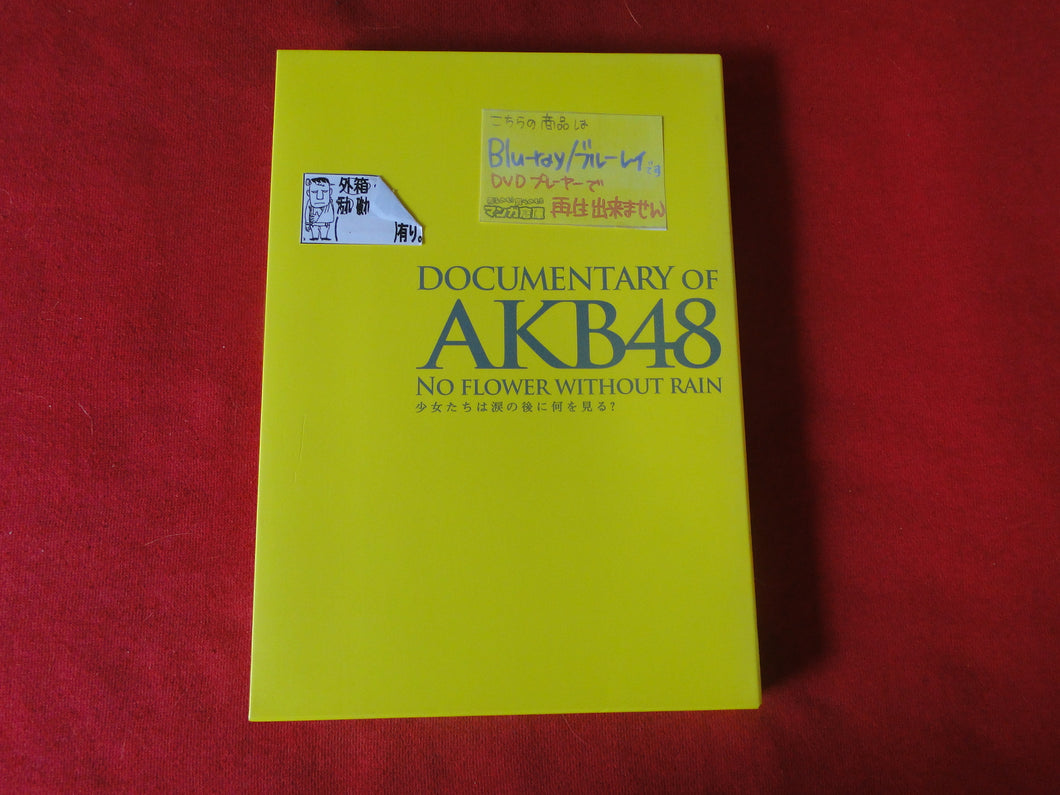 こちらの商品は
Blu-ray/ブルーレイです
DVDプレーヤーで
マンガ倉庫 再生出来ません
外箱
有り。
DOCUMENTARY OF
AKB48
NO FLOWER WITHOUT RAIN
少女たちは涙の後に何を見る?